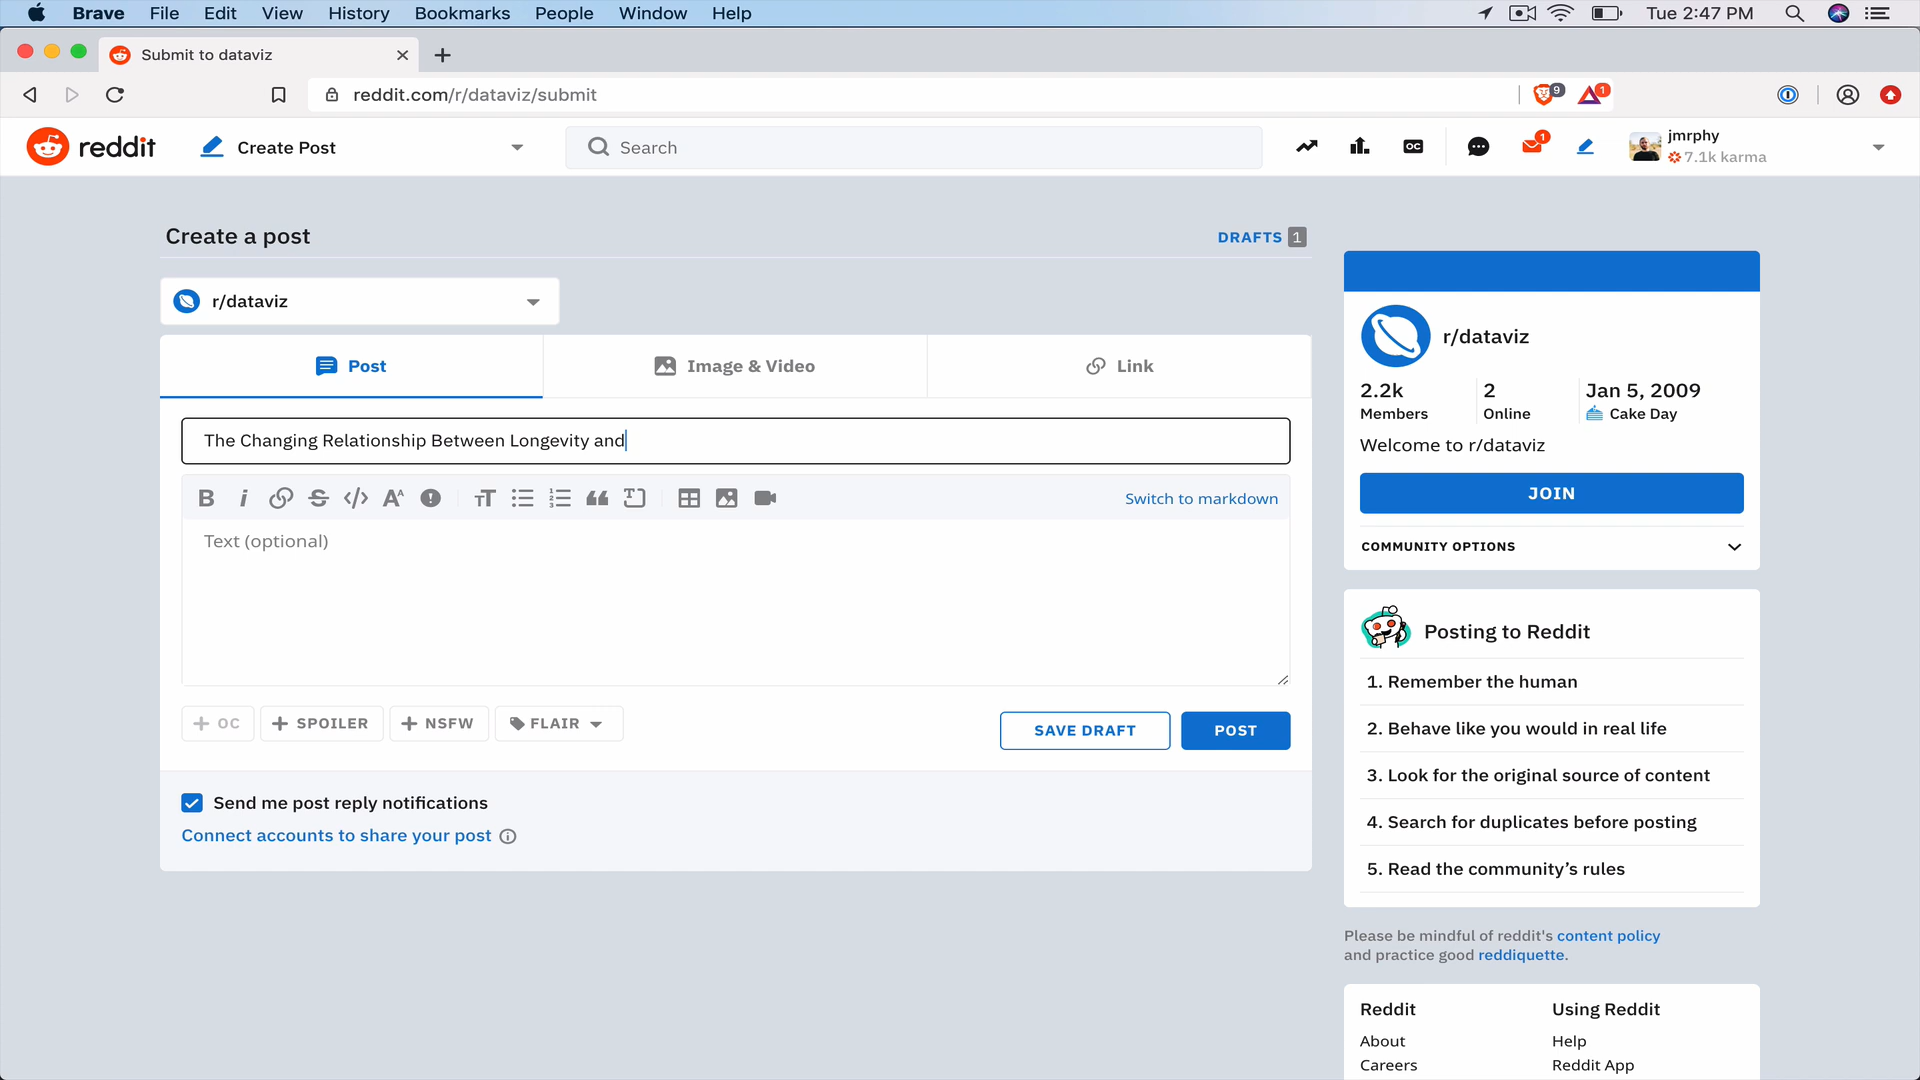 Brave File Edit View History Bookmarks People Window Help Tue 2:47 PM
Submit to dataviz
reddit.com/r/dataviz/submit 9 1
reddit Create Post Search OC 1 jmrphy
7.1k karma
Create a post DRAFTS 1
r/dataviz
Post Image & Video Link
The Changing Relationship Between Longevity and
Switch to markdown
Text (optional)
OC SPOILER NSFW FLAIR SAVE DRAFT POST
Send me post reply notifications
Connect accounts to share your post
r/dataviz
2.2k 2 Jan 5, 2009
Members Online Cake Day
Welcome to r/dataviz
JOIN
COMMUNITY OPTIONS
Posting to Reddit
1. Remember the human
2. Behave like you would in real life
3. Look for the original source of content
4. Search for duplicates before posting
5. Read the community’s rules
Please be mindful of reddit's content policy
and practice good reddiquette.
Reddit Using Reddit
About Help
Careers Reddit App